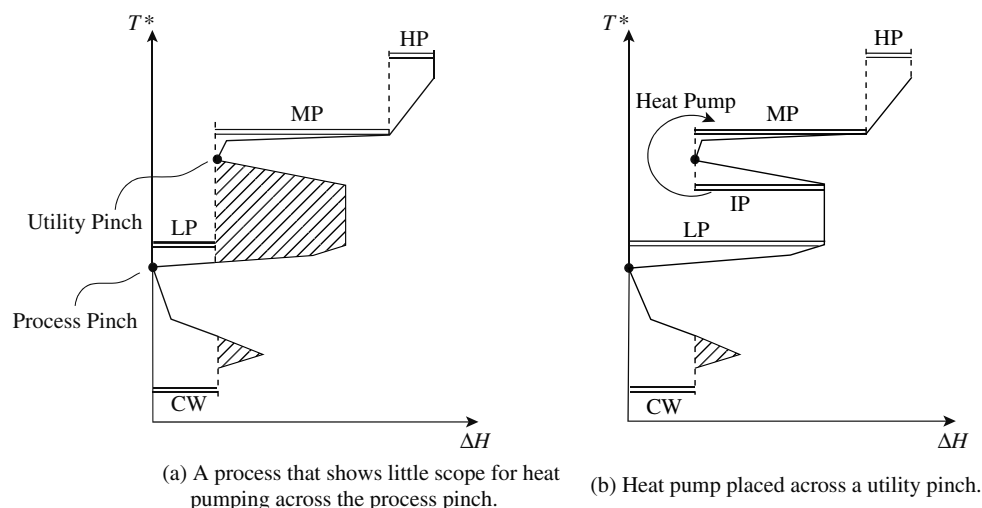 T*
HP
MP
Utility Pinch
LP
Process Pinch
CW
ΔH
(a) A process that shows little scope for heat
pumping across the process pinch.
T*
HP
Heat Pump
MP
IP
LP
CW
ΔH
(b) Heat pump placed across a utility pinch.